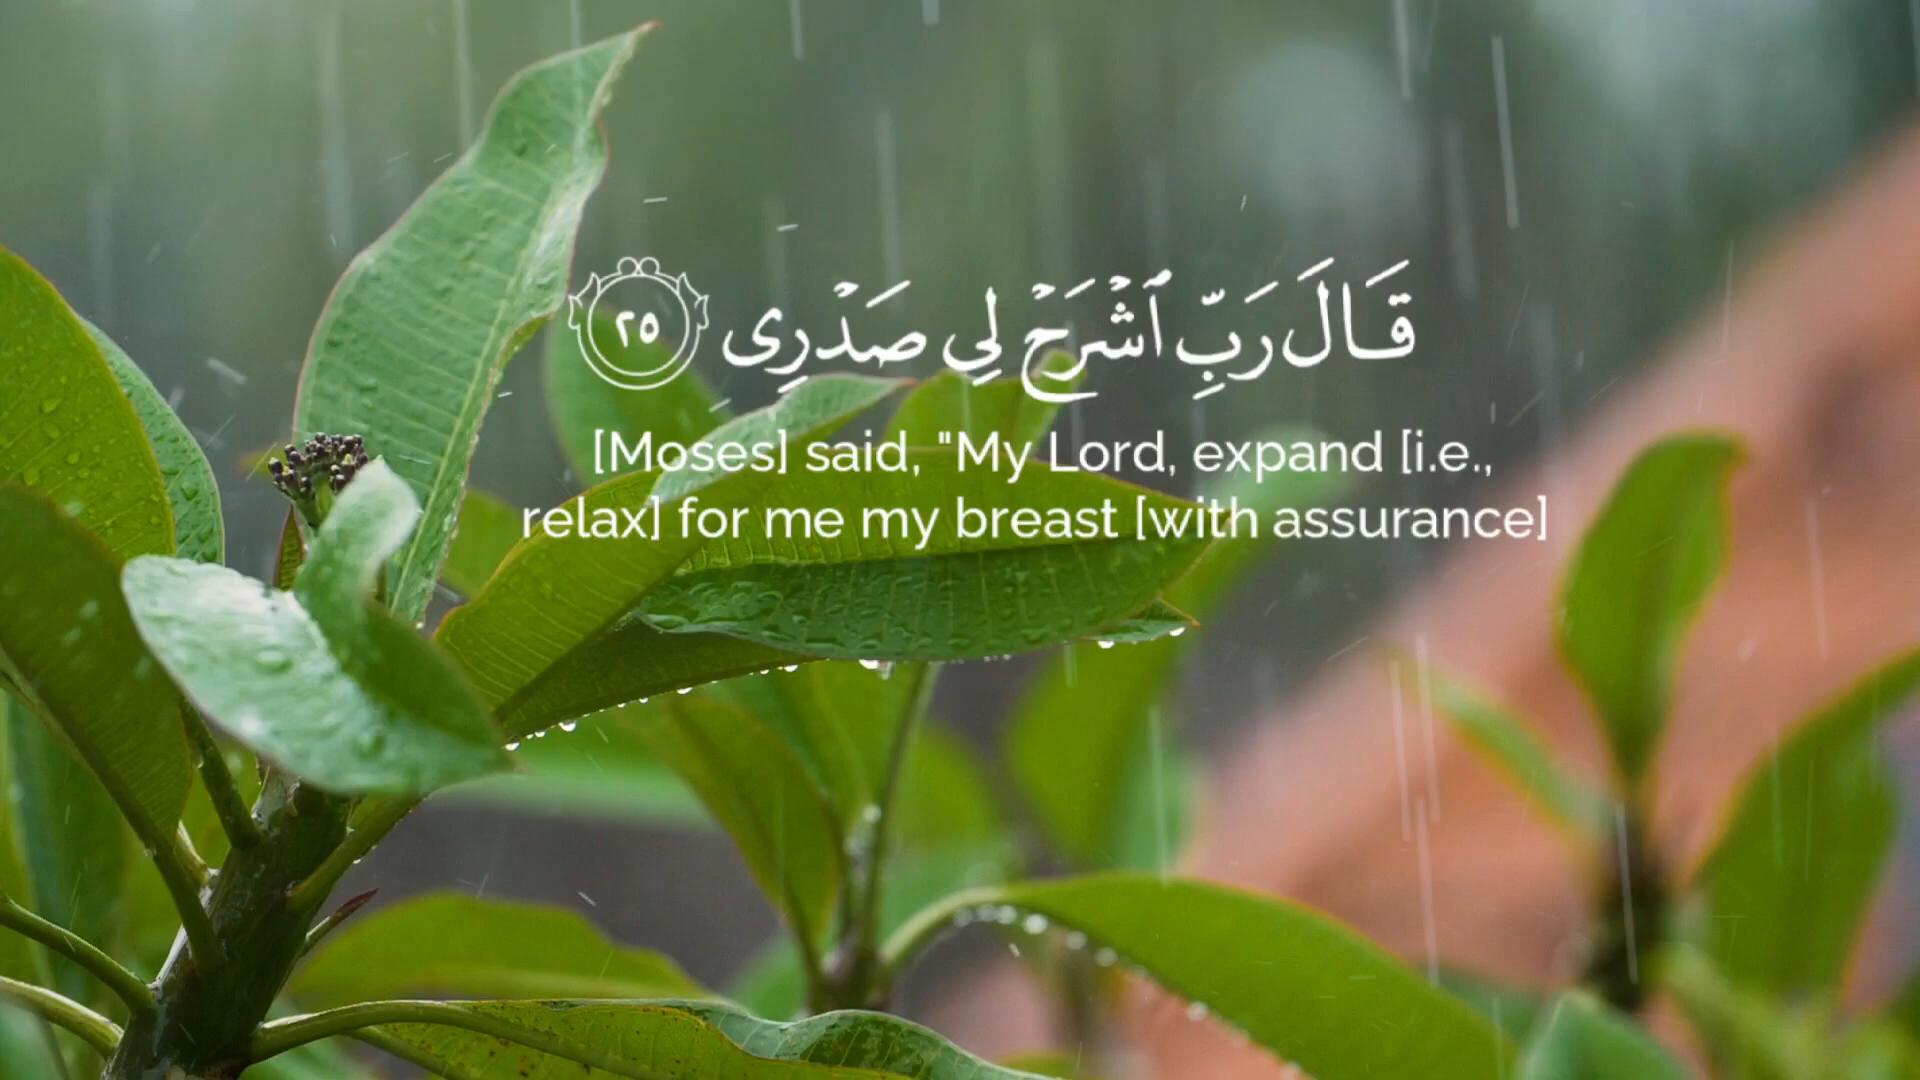 قَالَ رَبِّ ٱشْرَحْ لِي صَدْرِي ٢٥
[Moses] said, "My Lord, expand [i.e.,
relax] for me my breast [with assurance]